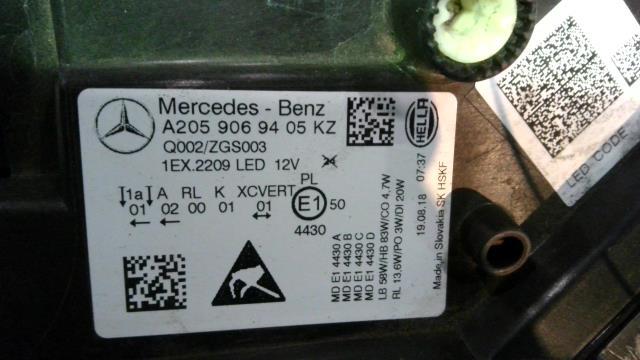 Mercedes - Benz
A205 906 94 05 KZ
Q002/ZGS003
1EX.2209 LED 12V
HELLA
1a A RL K XCVERT PL
01 02 00 01 01 E1 50
4430
MD E1 4430 A
MD E1 4430 B
MD E1 4430 C
MD E1 4430 D
LB 58W/HB 83W/CO 4.7W
RL 13,6W/PO 3W/DI 20W
19.08.18 07:37
Made in Slovakia SK HSKF
LED CODE